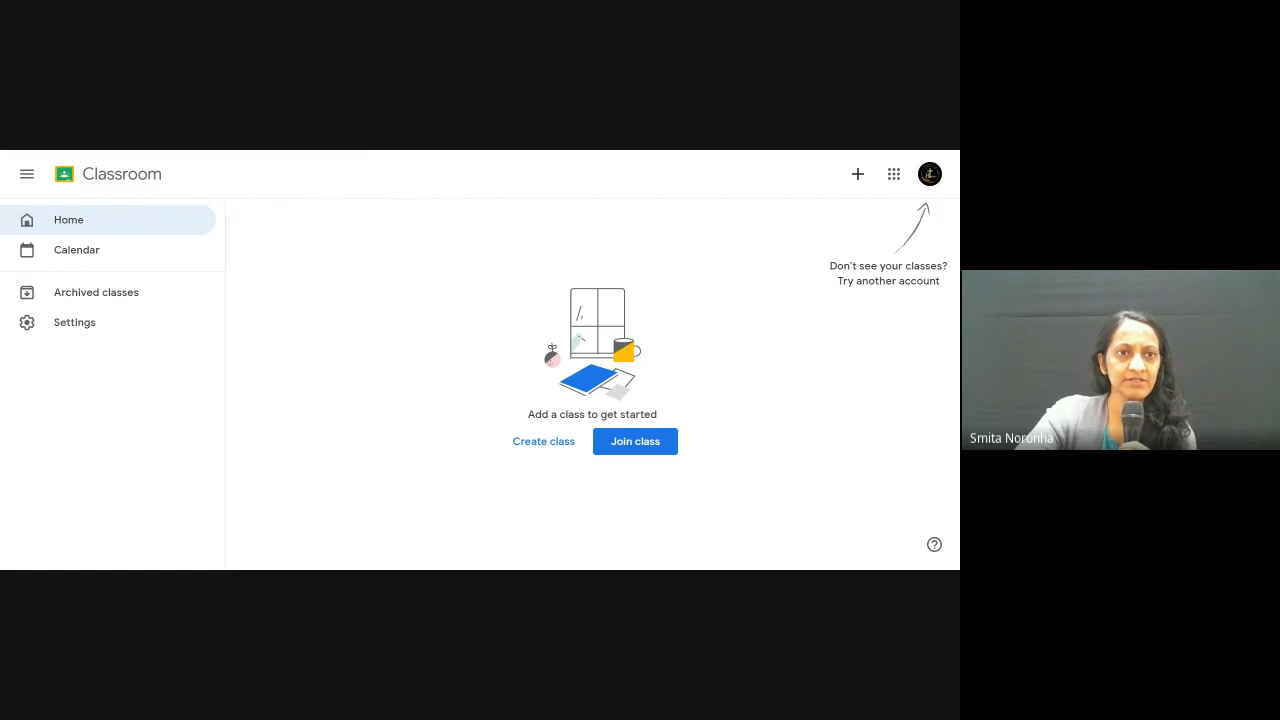 Classroom
Home
Calendar
Archived classes
Settings
Don't see your classes?
Try another account
Add a class to get started
Create class
Join class
Smita Noronha